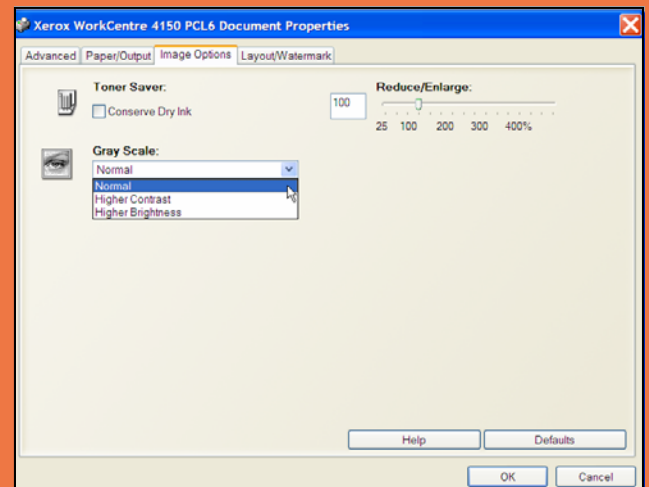 Xerox WorkCentre 4150 PCL6 Document Properties
Advanced Paper/Output Image Options Layout/Watermark
Toner Saver:
Conserve Dry Ink
Reduce/Enlarge:
100
25 100 200 300 400%
Gray Scale:
Normal
Normal
Higher Contrast
Higher Brightness
Help Defaults
OK Cancel